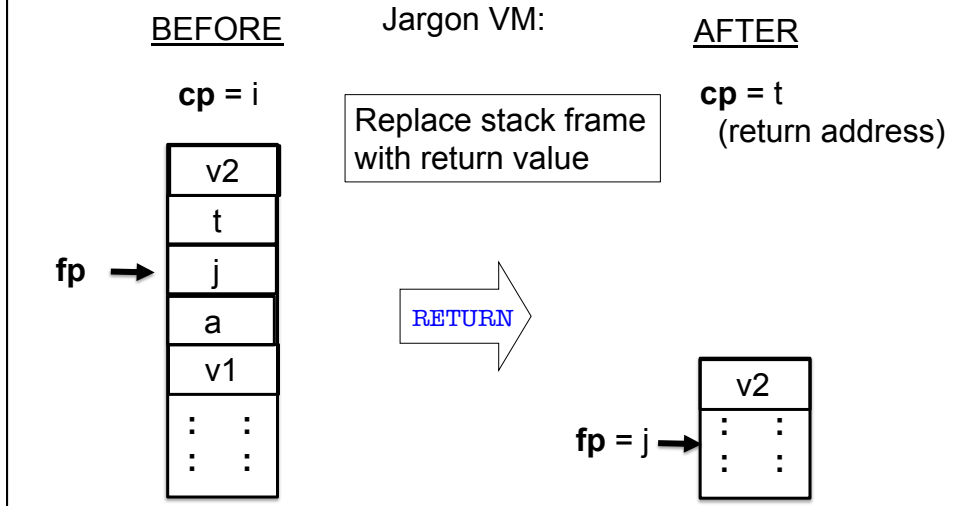 Jargon VM:
BEFORE
AFTER
cp = i
Replace stack frame
with return value
cp = t
(return address)
v2
t
fp
j
a
v1
: :
: :
RETURN
v2
fp = j
: :
: :